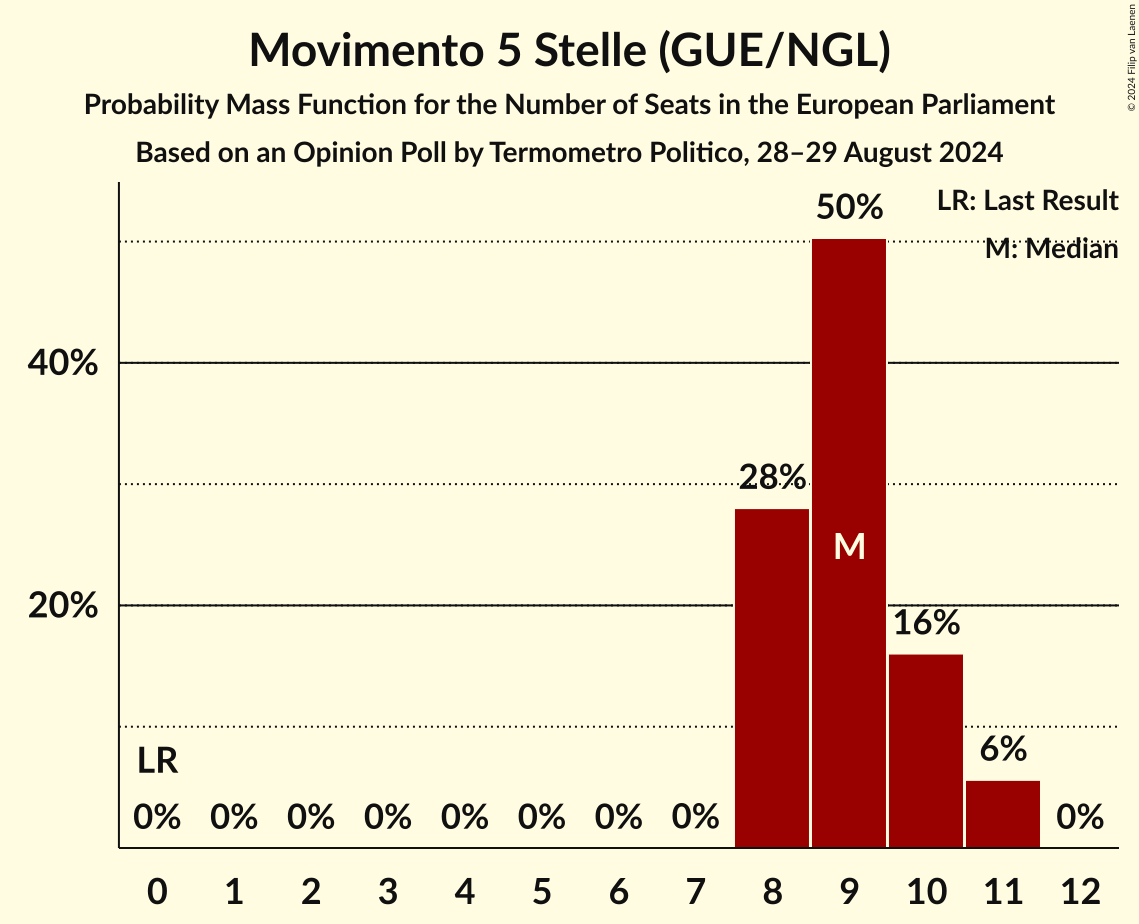 Movimento 5 Stelle (GUE/NGL)
Probability Mass Function for the Number of Seats in the European Parliament
Based on an Opinion Poll by Termometro Politico, 28–29 August 2024
© 2024 Filip van Laenen
LR: Last Result
M: Median
50%
40%
28%
M
20%
16%
6%
LR
0% 0% 0% 0% 0% 0% 0% 0% 0%
0 1 2 3 4 5 6 7 8 9 10 11 12